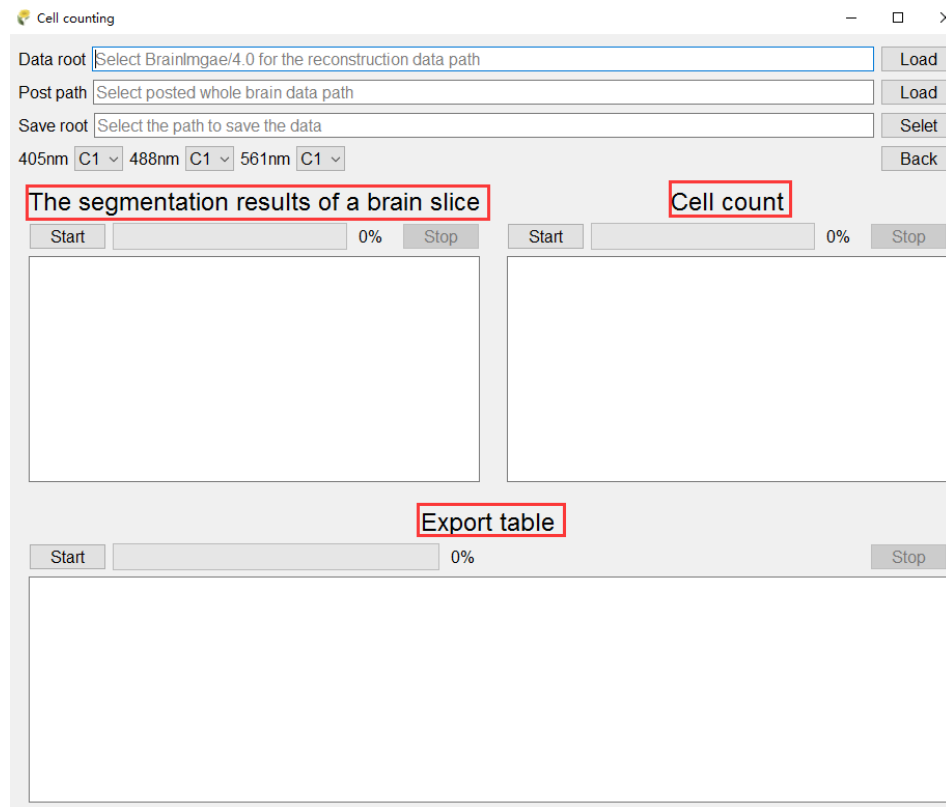 Cell counting
Data root Select BrainImgae/4.0 for the reconstruction data path Load
Post path Select posted whole brain data path Load
Save root Select the path to save the data Selet
405nm C1 488nm C1 561nm C1 Back
The segmentation results of a brain slice Cell count
Start 0% Stop Start 0% Stop
Export table
Start 0% Stop